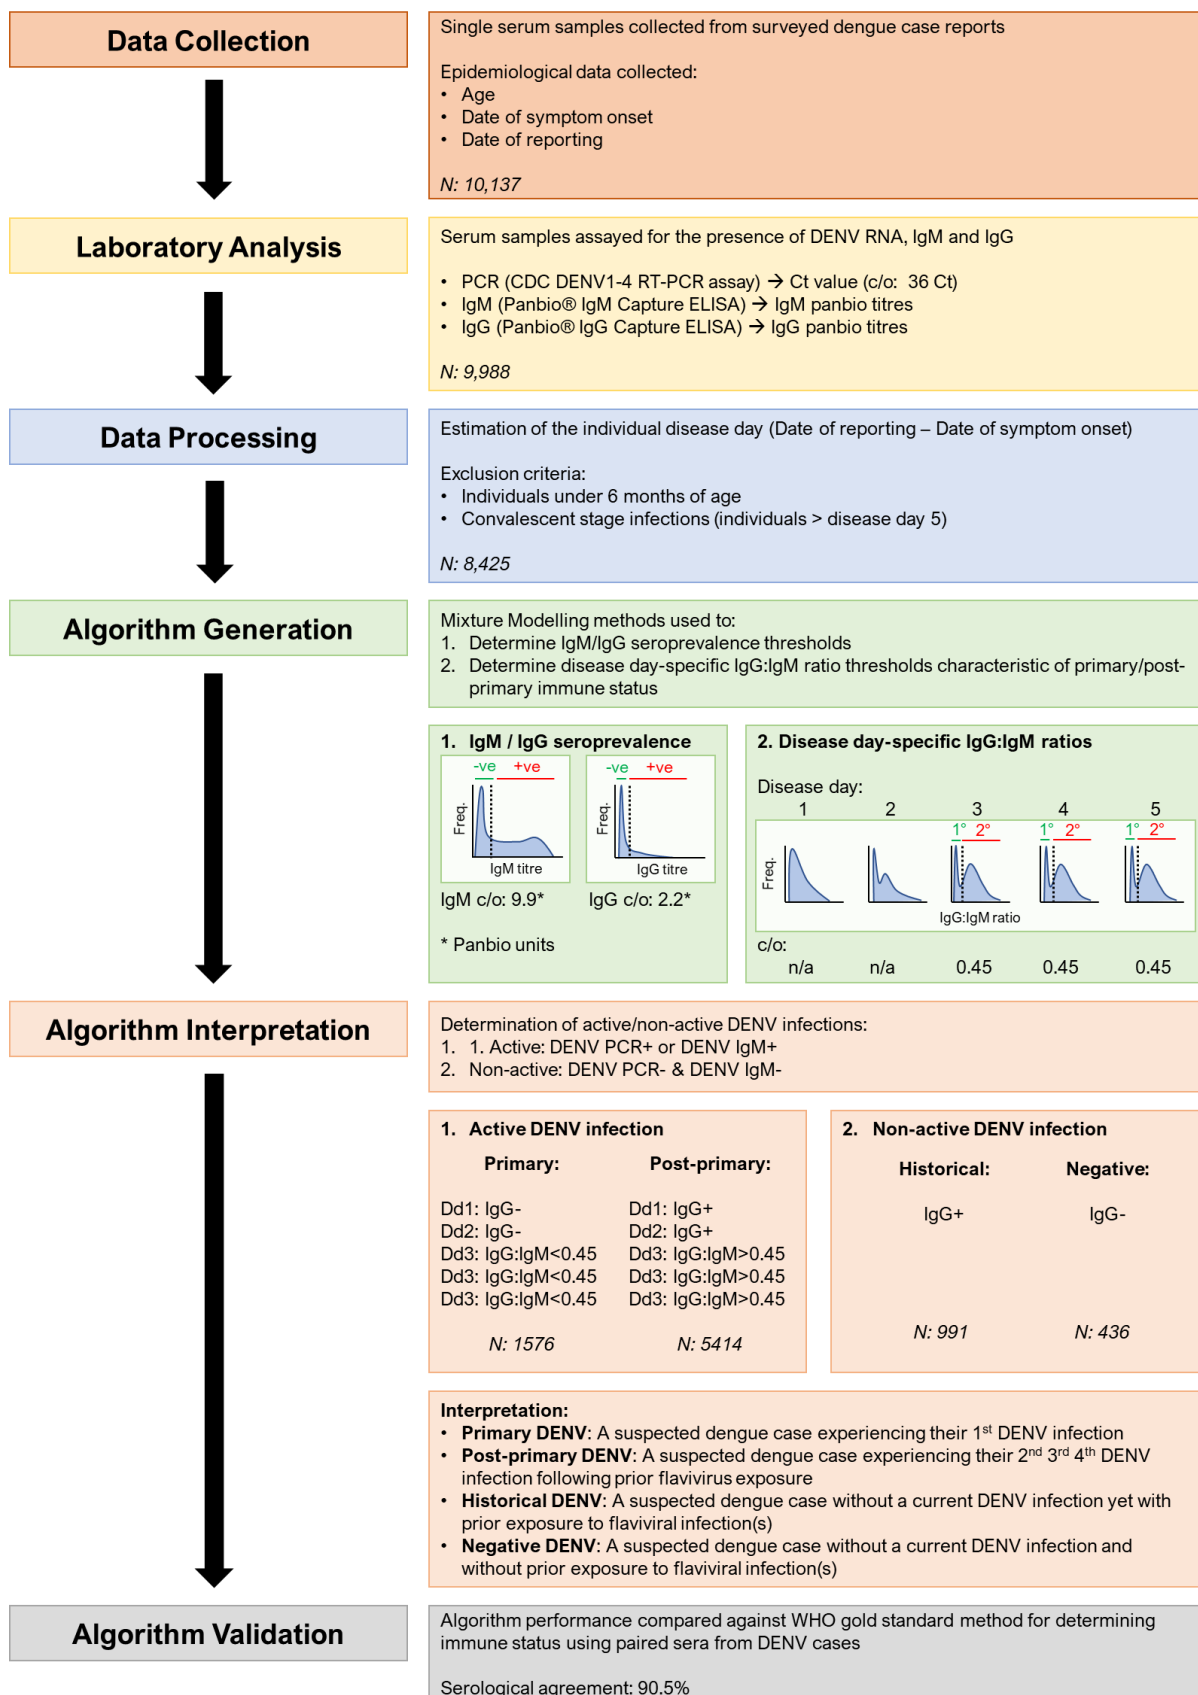 Data Collection
Single serum samples collected from surveyed dengue case reports
Epidemiological data collected:
• Age
• Date of symptom onset
• Date of reporting
N: 10,137
Laboratory Analysis
Serum samples assayed for the presence of DENV RNA, IgM and IgG
• PCR (CDC DENV1-4 RT-PCR assay) → Ct value (c/o: 36 Ct)
• IgM (Panbio® IgM Capture ELISA) → IgM panbio titres
• IgG (Panbio® IgG Capture ELISA) → IgG panbio titres
N: 9,988
Data Processing
Estimation of the individual disease day (Date of reporting – Date of symptom onset)
Exclusion criteria:
• Individuals under 6 months of age
• Convalescent stage infections (individuals > disease day 5)
N: 8,425
Algorithm Generation
Mixture Modelling methods used to:
1. Determine IgM/IgG seroprevalence thresholds
2. Determine disease day-specific IgG:IgM ratio thresholds characteristic of primary/post-
primary immune status
1. IgM / IgG seroprevalence
-ve +ve
-ve +ve
Freq.
IgM titre
Freq.
IgG titre
IgM c/o: 9.9*
IgG c/o: 2.2*
* Panbio units
2. Disease day-specific IgG:IgM ratios
Disease day:
1 2 3 4 5
1° 2° 1° 2° 1° 2°
Freq.
IgG:IgM ratio
c/o:
n/a n/a 0.45 0.45 0.45
Algorithm Interpretation
Determination of active/non-active DENV infections:
1. 1. Active: DENV PCR+ or DENV IgM+
2. Non-active: DENV PCR- & DENV IgM-
1. Active DENV infection
Primary: Post-primary:
Dd1: IgG- Dd1: IgG+
Dd2: IgG- Dd2: IgG+
Dd3: IgG:IgM<0.45 Dd3: IgG:IgM>0.45
Dd3: IgG:IgM<0.45 Dd3: IgG:IgM>0.45
Dd3: IgG:IgM<0.45 Dd3: IgG:IgM>0.45
N: 1576 N: 5414
2. Non-active DENV infection
Historical: Negative:
IgG+ IgG-
N: 991 N: 436
Interpretation:
• Primary DENV: A suspected dengue case experiencing their 1st DENV infection
• Post-primary DENV: A suspected dengue case experiencing their 2nd 3rd 4th DENV
infection following prior flavivirus exposure
• Historical DENV: A suspected dengue case without a current DENV infection yet with
prior exposure to flaviviral infection(s)
• Negative DENV: A suspected dengue case without a current DENV infection and
without prior exposure to flaviviral infection(s)
Algorithm Validation
Algorithm performance compared against WHO gold standard method for determining
immune status using paired sera from DENV cases
Serological agreement: 90.5%